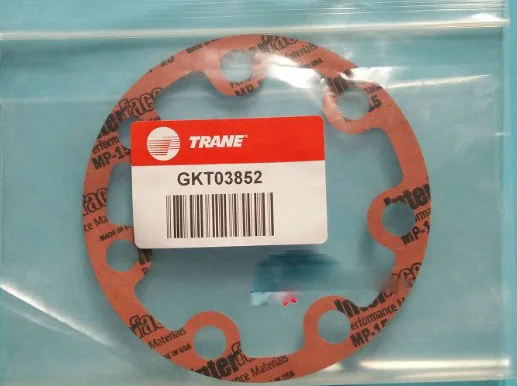 TRANE
GKT03852
Interface
Performance Materials
MADE IN USA
MP-15
Interface
Performance Materials
MP-15
Interface
Performance Materials
MADE IN USA